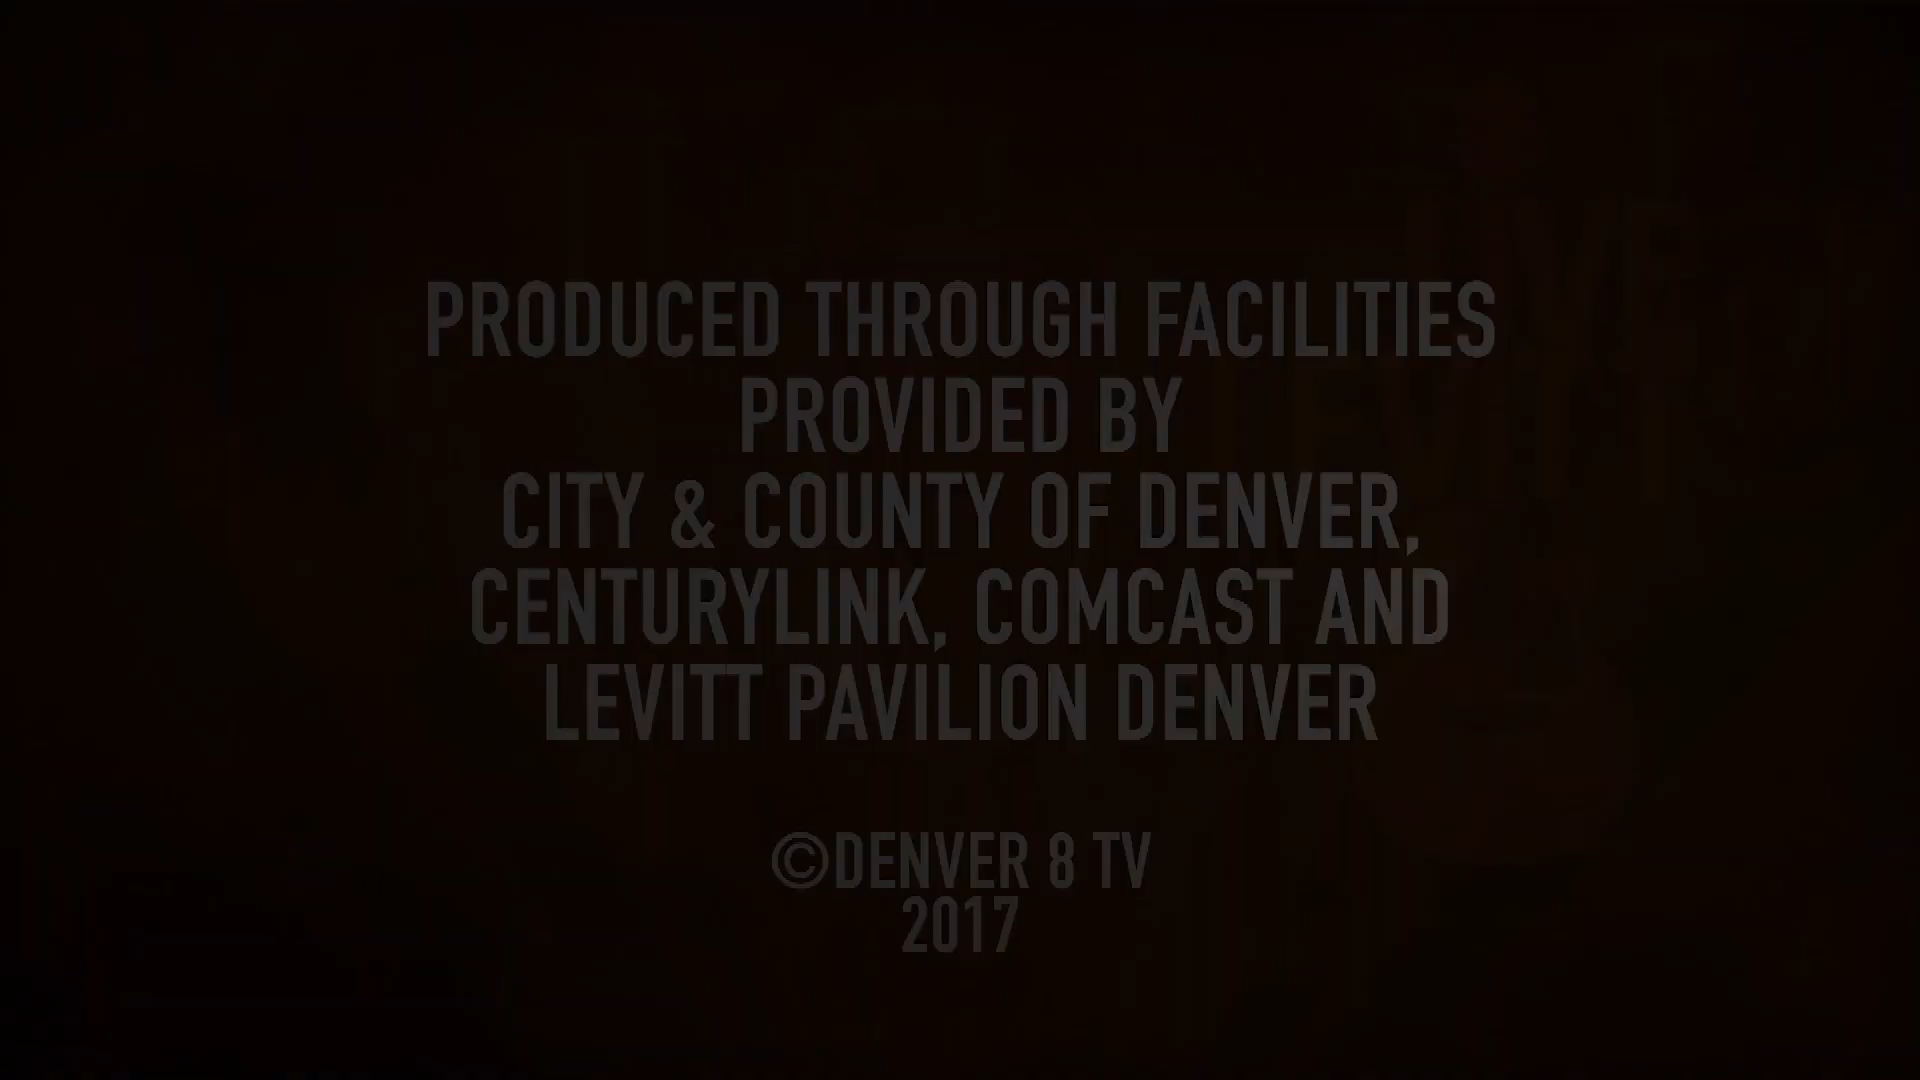 PRODUCED THROUGH FACILITIES
PROVIDED BY
CITY & COUNTY OF DENVER,
CENTURYLINK, COMCAST AND
LEVITT PAVILION DENVER
©DENVER 8 TV
2017